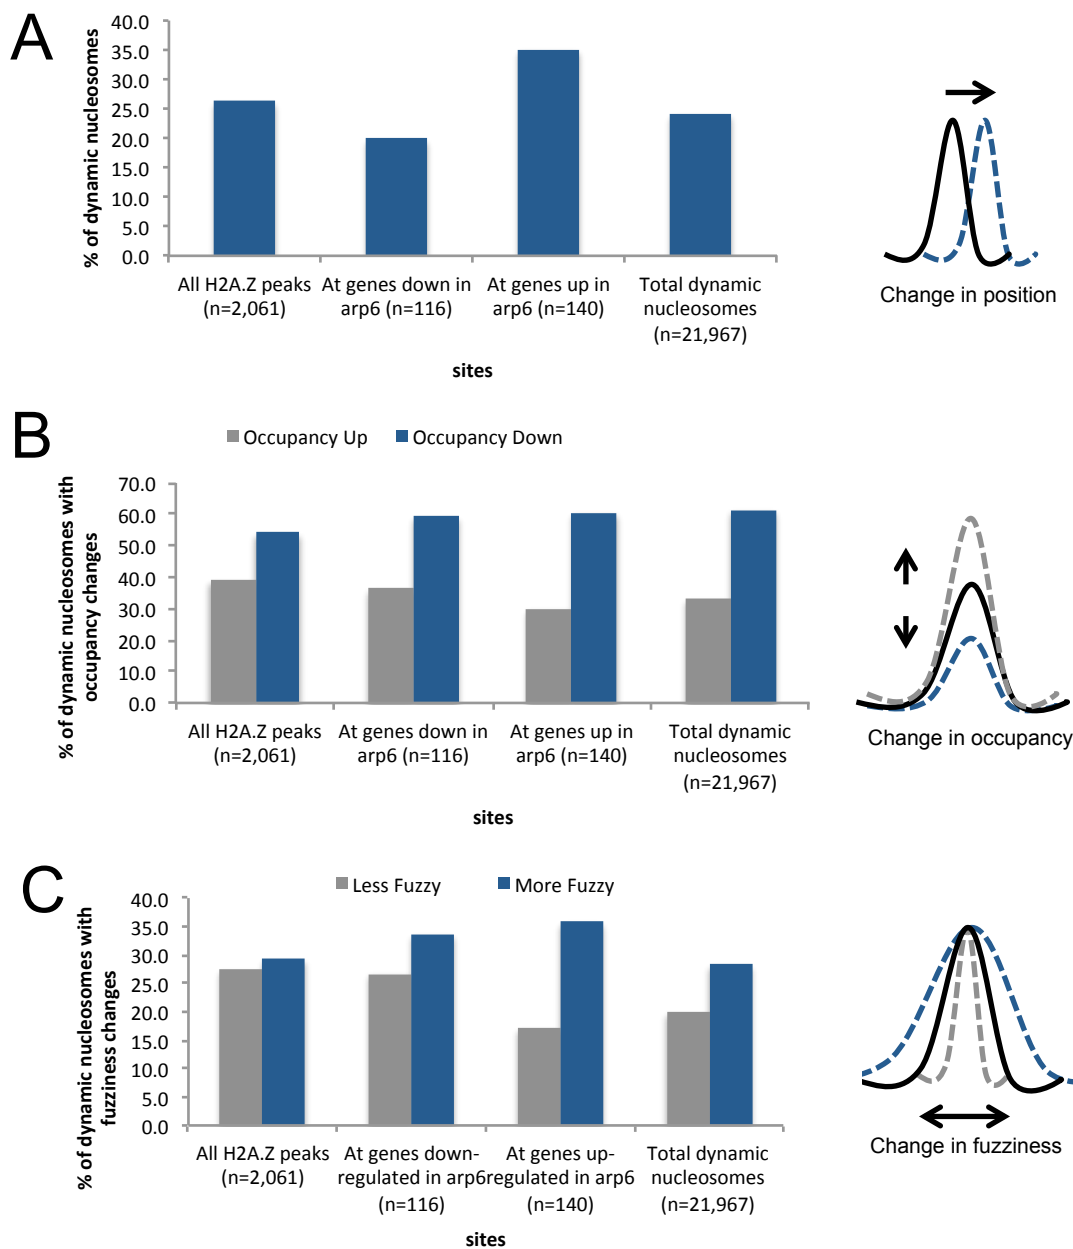 A
% of dynamic nucleosomes
40.0
35.0
30.0
25.0
20.0
15.0
10.0
5.0
0.0
All H2A.Z peaks
(n=2,061)
At genes down in
arp6 (n=116)
At genes up in
arp6 (n=140)
Total dynamic
nucleosomes
(n=21,967)
sites
Change in position
B
Occupancy Up
Occupancy Down
% of dynamic nucleosomes with
occupancy changes
70.0
60.0
50.0
40.0
30.0
20.0
10.0
0.0
All H2A.Z peaks
(n=2,061)
At genes down in
arp6 (n=116)
At genes up in
arp6 (n=140)
Total dynamic
nucleosomes
(n=21,967)
sites
Change in occupancy
C
Less Fuzzy
More Fuzzy
% of dynamic nucleosomes with
fuzziness changes
40.0
35.0
30.0
25.0
20.0
15.0
10.0
5.0
0.0
All H2A.Z peaks
(n=2,061)
At genes down-
regulated in arp6
(n=116)
At genes up-
regulated in arp6
(n=140)
Total dynamic
nucleosomes
(n=21,967)
sites
Change in fuzziness